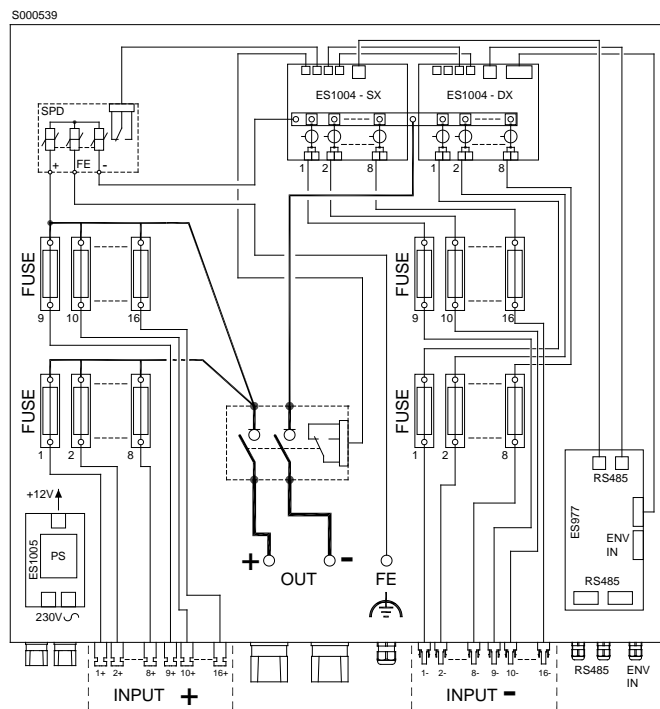 S000539
ES1004 - SX
ES1004 - DX
SPD
+ FE -
1 2 8
1 2 8
FUSE
9 10 16
FUSE
9 10 16
FUSE
1 2 8
FUSE
1 2 8
+12V
ES1005
PS
230V
+ OUT -
FE
RS485
ES977
ENV
IN
RS485
1+ 2+ 8+ 9+ 10+ 16+
INPUT +
1- 2- 8- 9- 10- 16-
INPUT -
RS485
ENV
IN